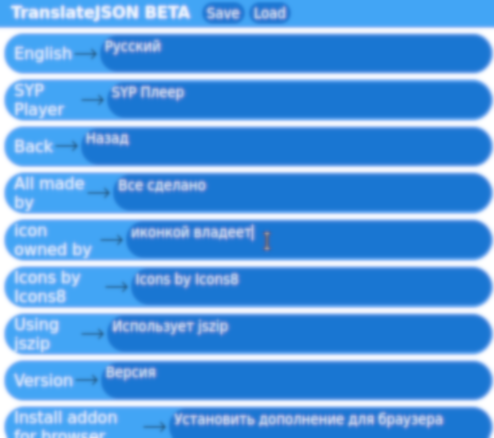 TranslateJSON BETA Save Load
English → Русский
SYP
Player → SYP Плеер
Back → Назад
All made
by → Все сделано
icon
owned by → иконкой владеет
Icons by
Icons8 → Icons by Icons8
Using
jszip → Использует jszip
Version → Версия
Install addon
for browser → Установить дополнение для браузера